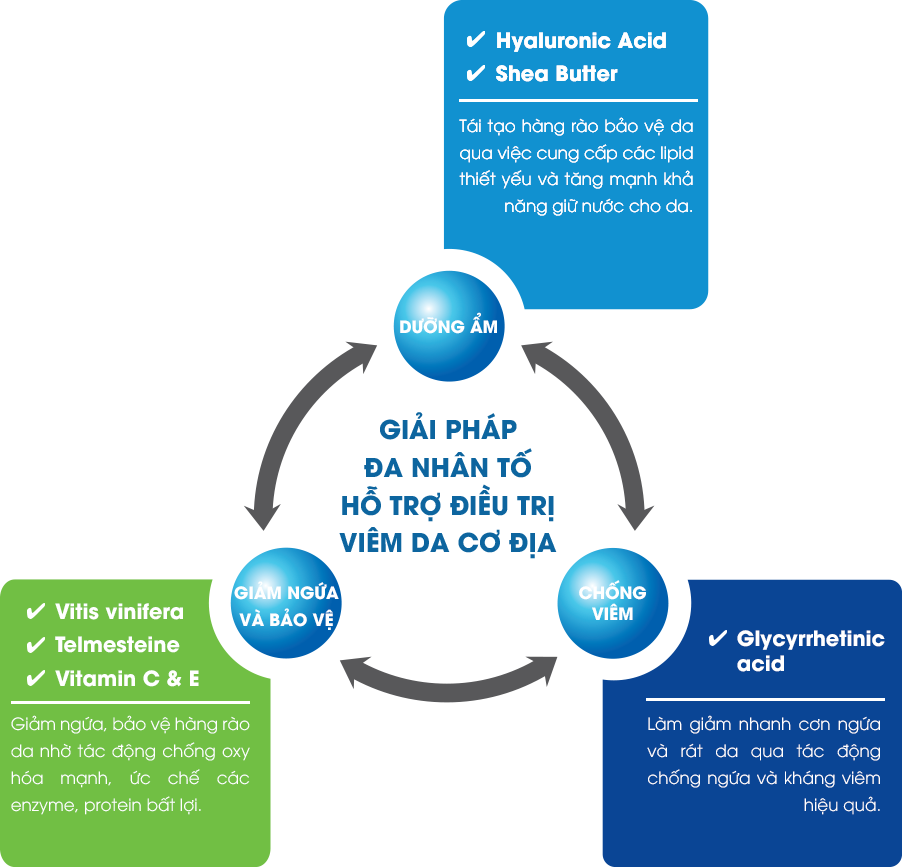 ✔ Hyaluronic Acid
✔ Shea Butter
Tái tạo hàng rào bảo vệ da
qua việc cung cấp các lipid
thiết yếu và tăng mạnh khả
năng giữ nước cho da.
DƯỠNG ẨM
GIẢI PHÁP
ĐA NHÂN TỐ
HỖ TRỢ ĐIỀU TRỊ
VIÊM DA CƠ ĐỊA
GIẢM NGỨA
VÀ BẢO VỆ
✔ Vitis vinifera
✔ Telmesteine
✔ Vitamin C & E
Giảm ngứa, bảo vệ hàng rào
da nhờ tác động chống oxy
hóa mạnh, ức chế các
enzyme, protein bất lợi.
CHỐNG
VIÊM
✔ Glycyrrhetinic
acid
Làm giảm nhanh cơn ngứa
và rát da qua tác động
chống ngứa và kháng viêm
hiệu quả.